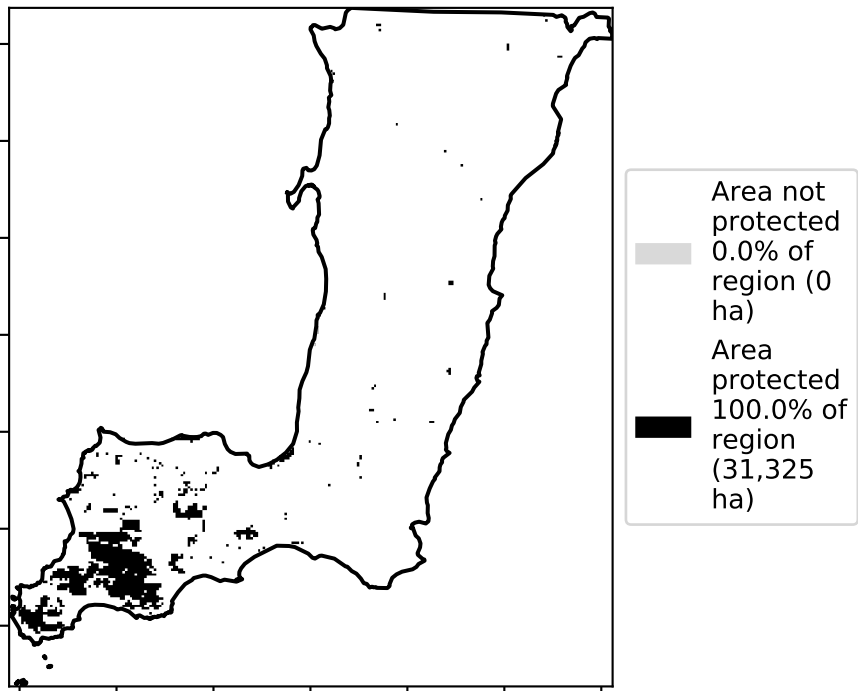 Area not
protected
0.0% of
region (0
ha)
Area
protected
100.0% of
region
(31,325
ha)